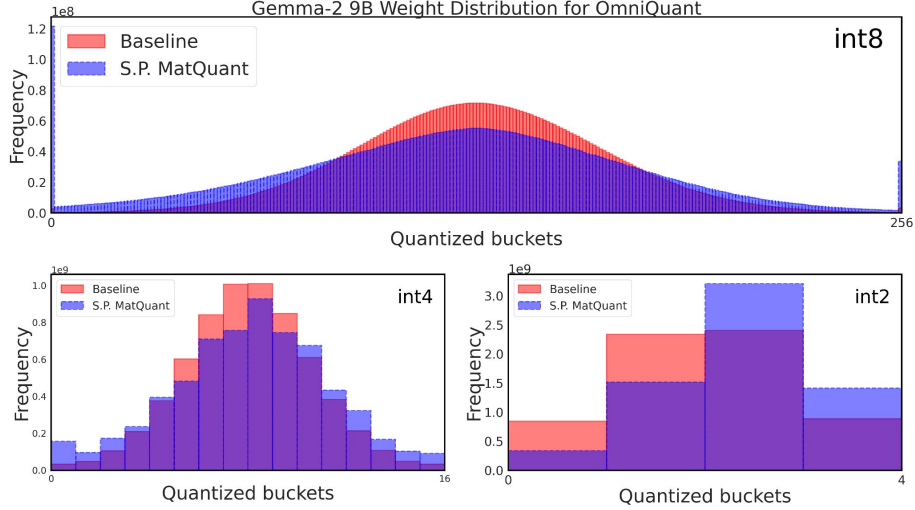 Gemma-2 9B Weight Distribution for OmniQuant
1e8
1.2
1.0
0.8
0.6
0.4
0.2
0.0
Frequency
Baseline
S.P. MatQuant
int8
0
256
Quantized buckets
1e9
1.0
0.8
0.6
0.4
0.2
0.0
Frequency
Baseline
S.P. MatQuant
int4
0
16
Quantized buckets
1e9
3.0
2.5
2.0
1.5
1.0
0.5
0.0
Frequency
Baseline
S.P. MatQuant
int2
0
4
Quantized buckets